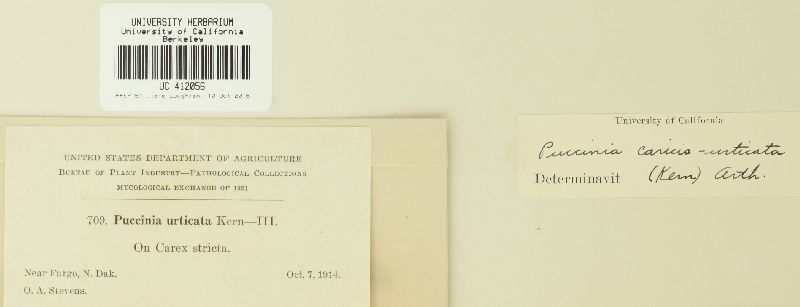 UNIVERSITY HERBARIUM
University of California
Berkeley
UC 412056
UNITED STATES DEPARTMENT OF AGRICULTURE
Bureau of Plant Industry—Pathological Collections
MYCOLOGICAL EXCHANGE OF 1921
709. Puccinia urticata Kern—III.
On Carex stricta.
Near Fargo, N. Dak. Oct. 7, 1914.
O. A. Stevens.
University of California
Puccinia caricis-urticata
Determinavit (Kern) Arth.